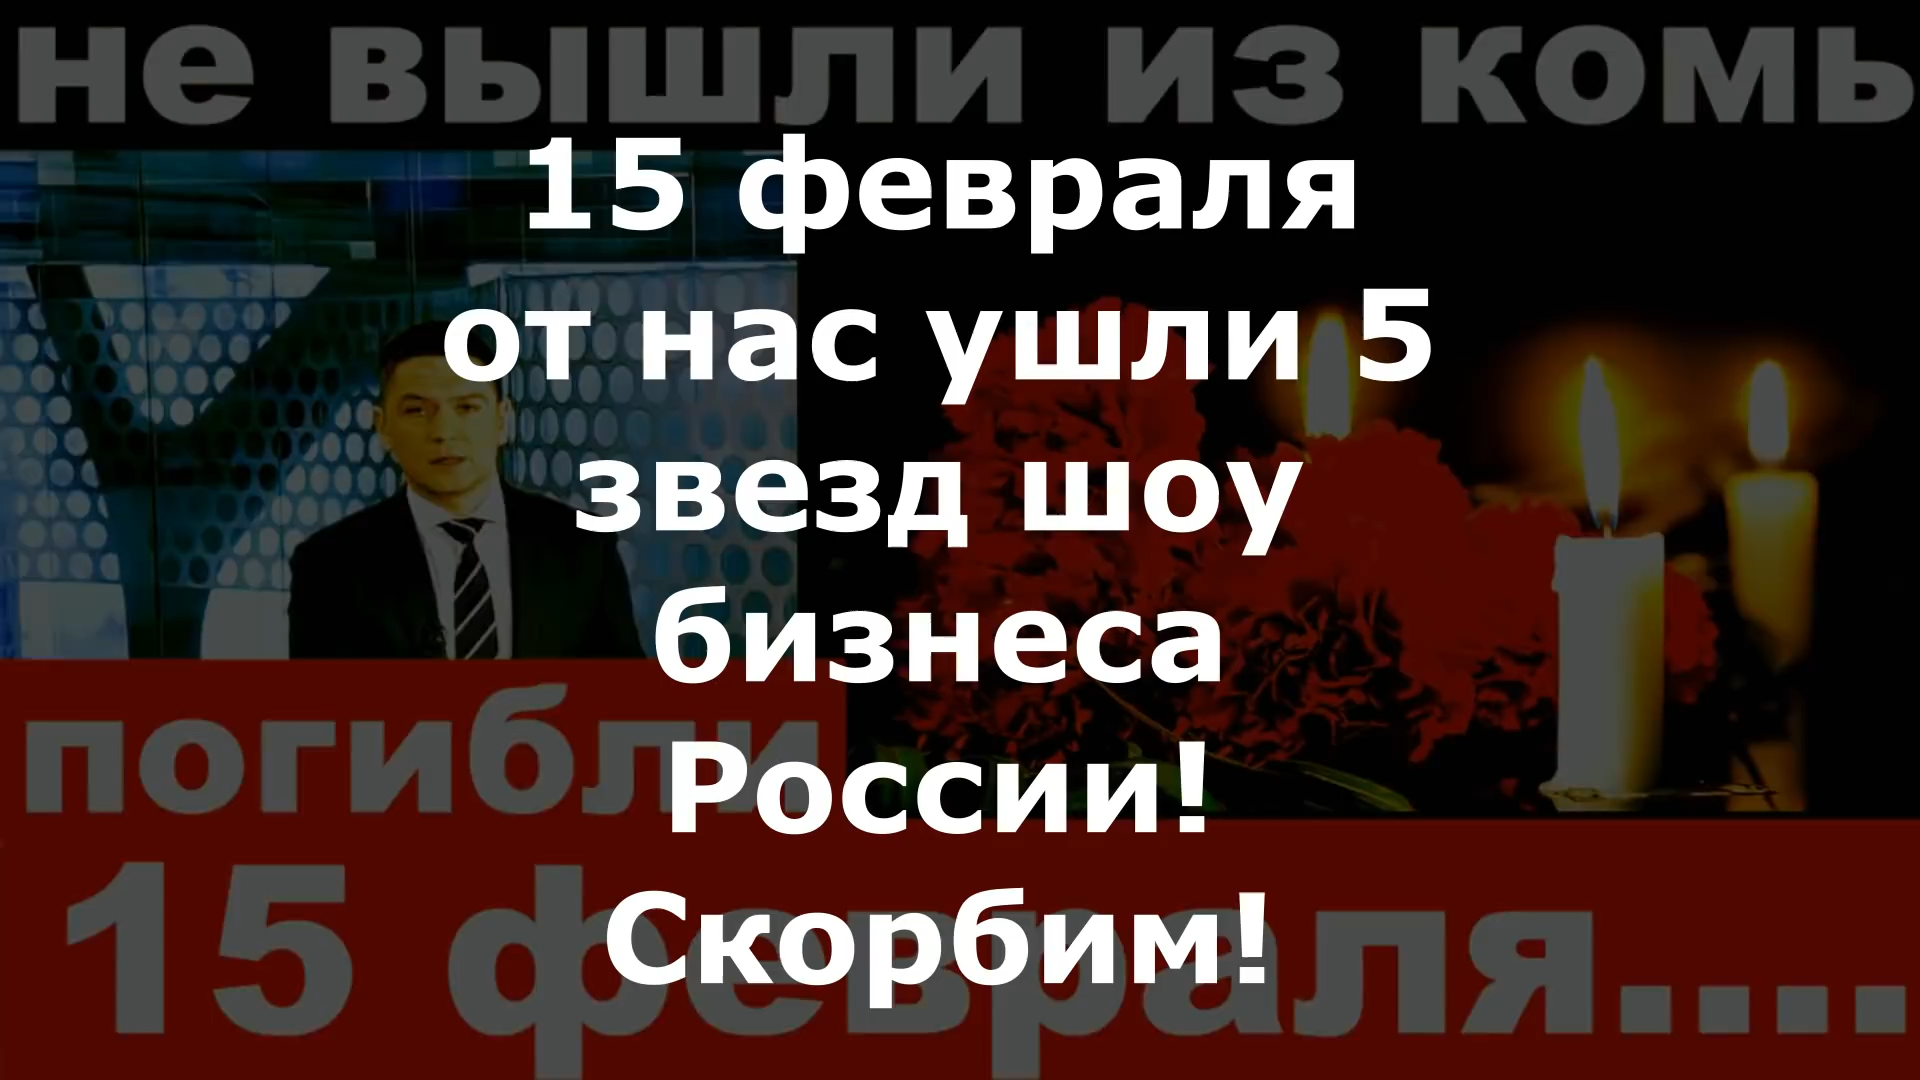 не вышли из комы
15 февраля
от нас ушли 5
звезд шоу
бизнеса
России!
Скорбим!
погибли
15 февраля....